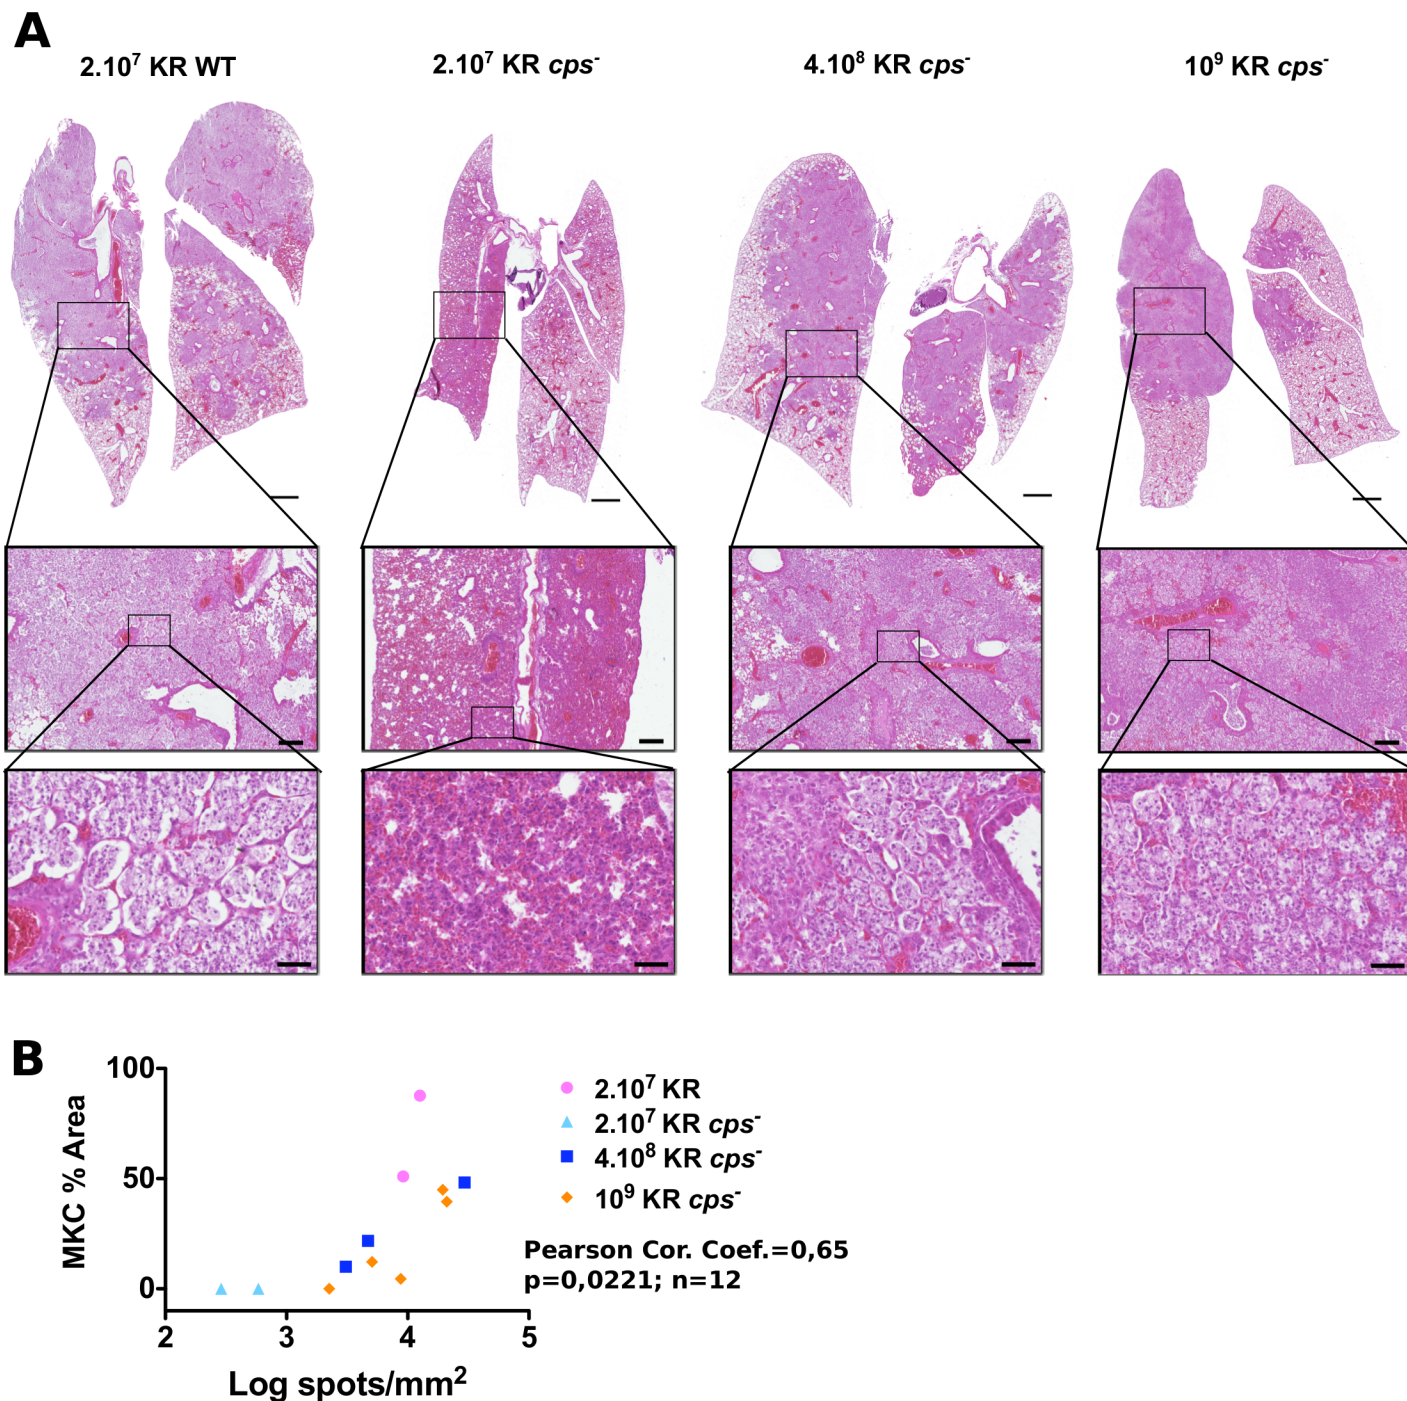 A
2.10⁷ KR WT
2.10⁷ KR cps⁻
4.10⁸ KR cps⁻
10⁹ KR cps⁻
B
100
50
0
MKC % Area
2 3 4 5
Log spots/mm²
2.10⁷ KR
2.10⁷ KR cps⁻
4.10⁸ KR cps⁻
10⁹ KR cps⁻
Pearson Cor. Coef.=0,65
p=0,0221; n=12